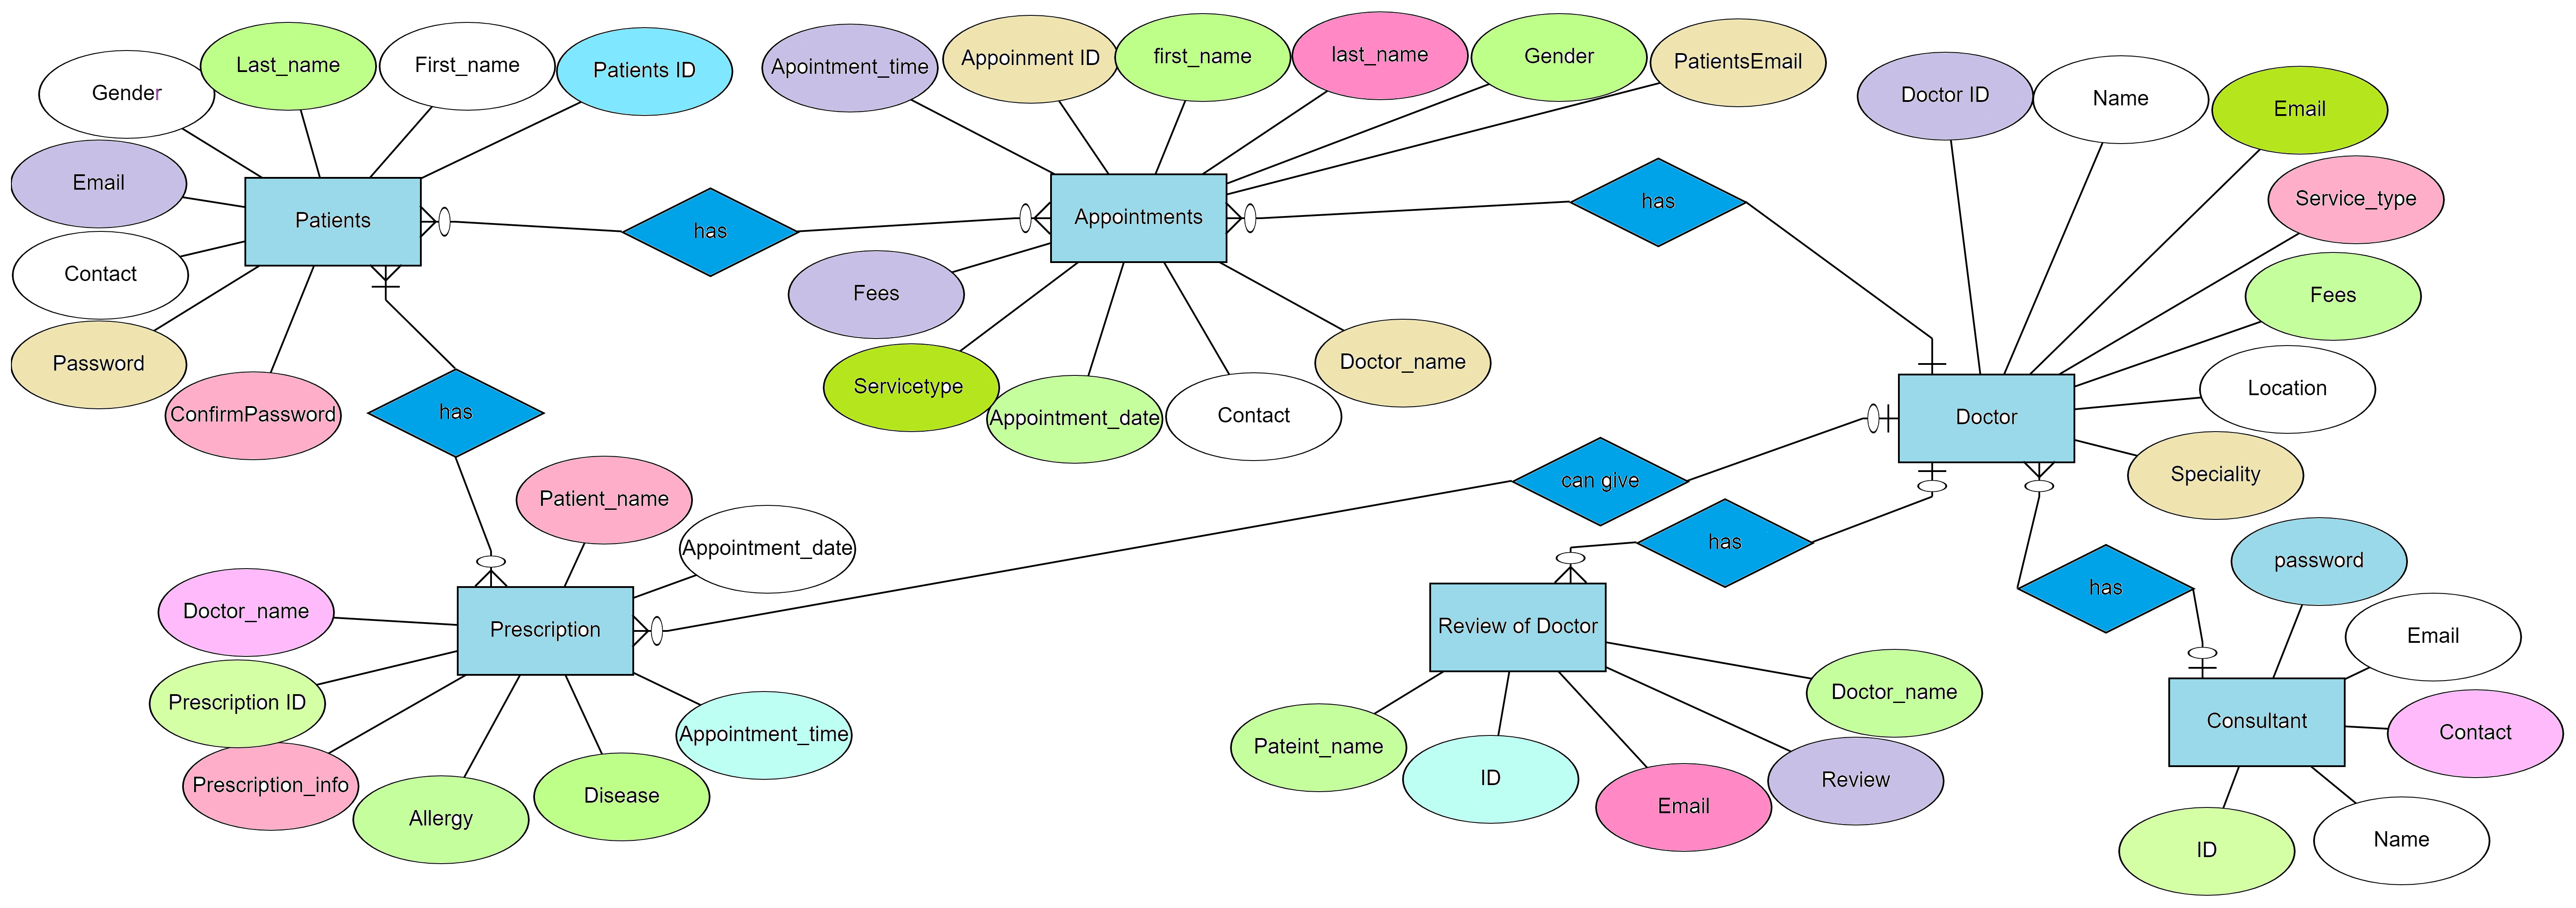 Gender
Last_name
First_name
Patients ID
Email
Contact
Password
ConfirmPassword
Patients
has
Apointment_time
Appoinment ID
first_name
last_name
Gender
PatientsEmail
Appointments
Fees
Servicetype
Appointment_date
Contact
Doctor_name
has
Doctor ID
Name
Email
Service_type
Fees
Location
Speciality
Doctor
has
can give
has
has
Patient_name
Appointment_date
Doctor_name
Prescription
Prescription ID
Prescription_info
Allergy
Disease
Appointment_time
Review of Doctor
Pateint_name
ID
Email
Review
Doctor_name
password
Email
Contact
Consultant
ID
Name